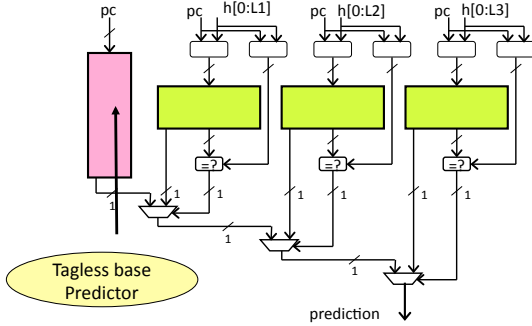 pc
pc h[0:L1]
pc h[0:L2]
pc h[0:L3]
=?
=?
=?
1
1
1
1
1
1
1
1
1
Tagless base
Predictor
prediction